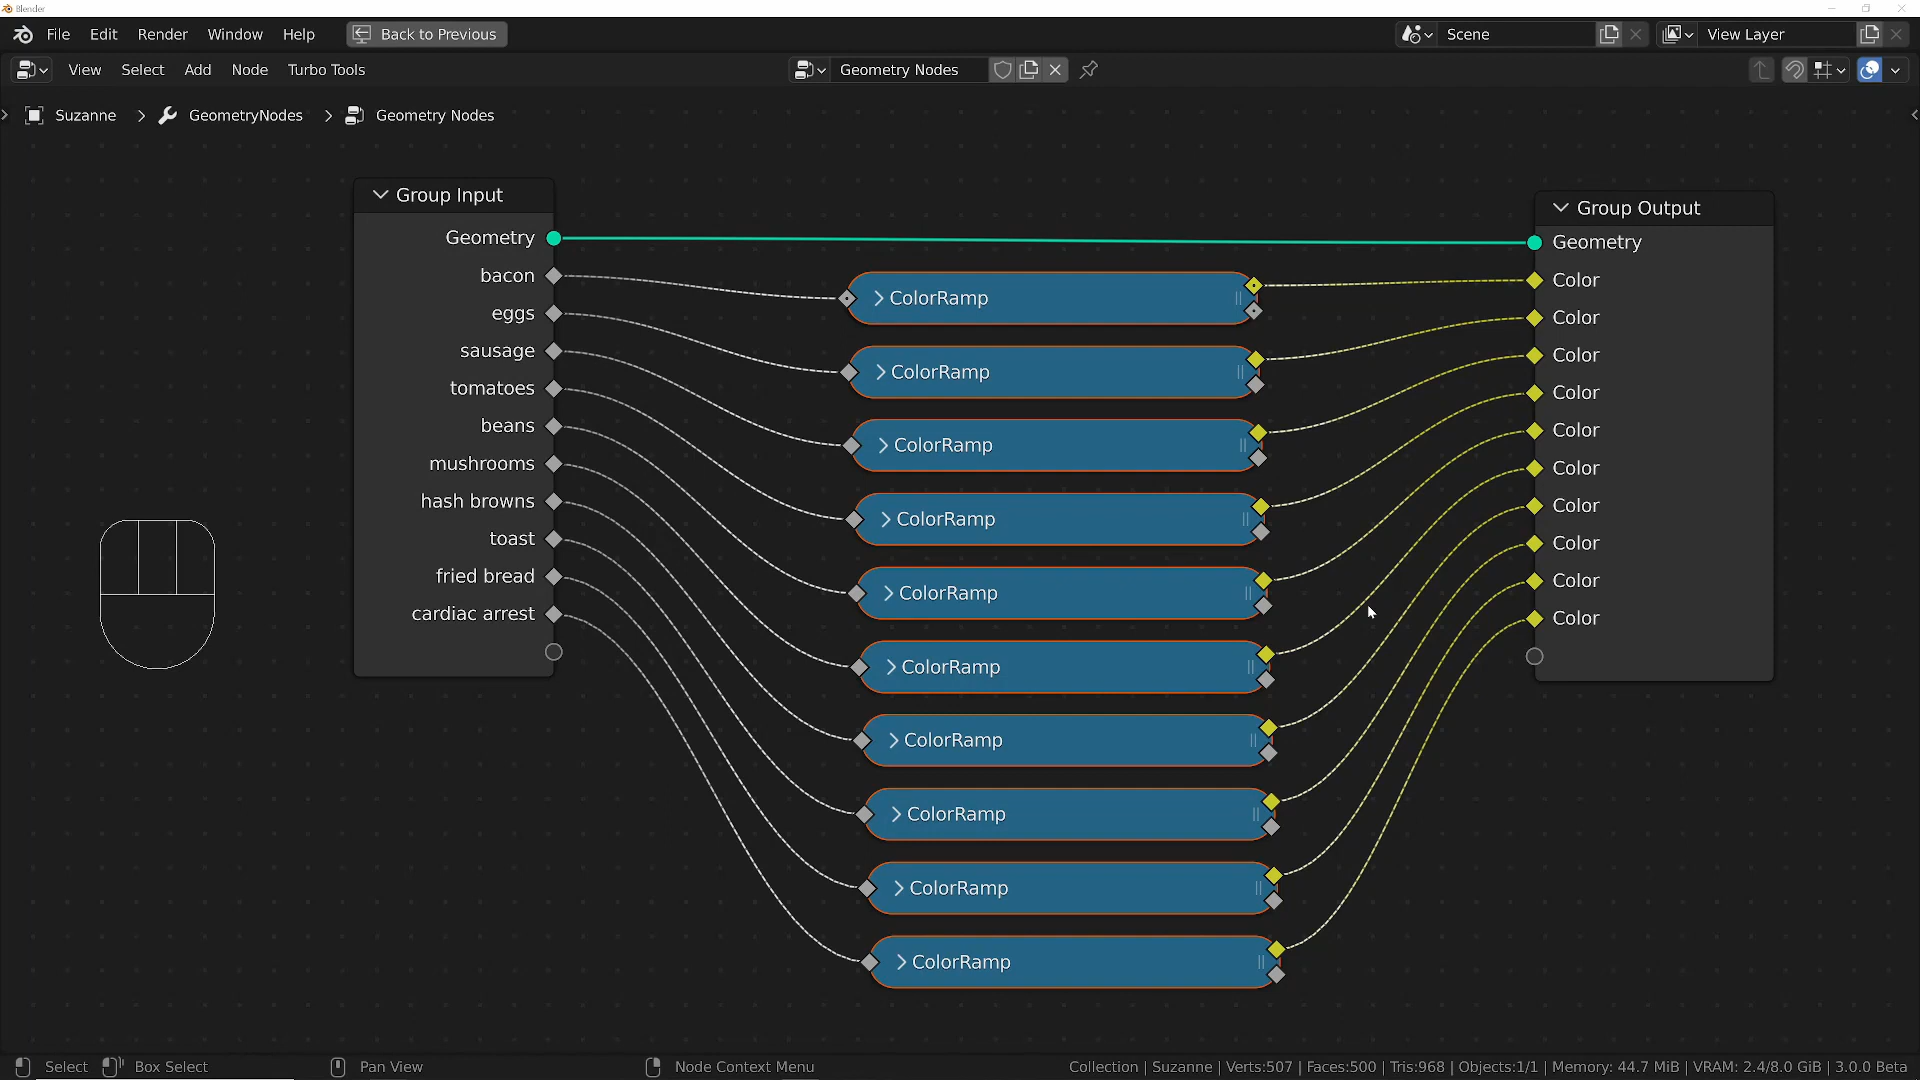 Blender
File Edit Render Window Help Back to Previous Scene View Layer
View Select Add Node Turbo Tools Geometry Nodes
Suzanne GeometryNodes Geometry Nodes
Group Input
Geometry
bacon
eggs
sausage
tomatoes
beans
mushrooms
hash browns
toast
fried bread
cardiac arrest
ColorRamp
ColorRamp
ColorRamp
ColorRamp
ColorRamp
ColorRamp
ColorRamp
ColorRamp
ColorRamp
ColorRamp
Group Output
Geometry
Color
Color
Color
Color
Color
Color
Color
Color
Color
Color
Select Box Select Pan View Node Context Menu Collection | Suzanne | Verts:507 | Faces:500 | Tris:968 | Objects:1/1 | Memory: 44.7 MiB | VRAM: 2.4/8.0 GiB | 3.0.0 Beta